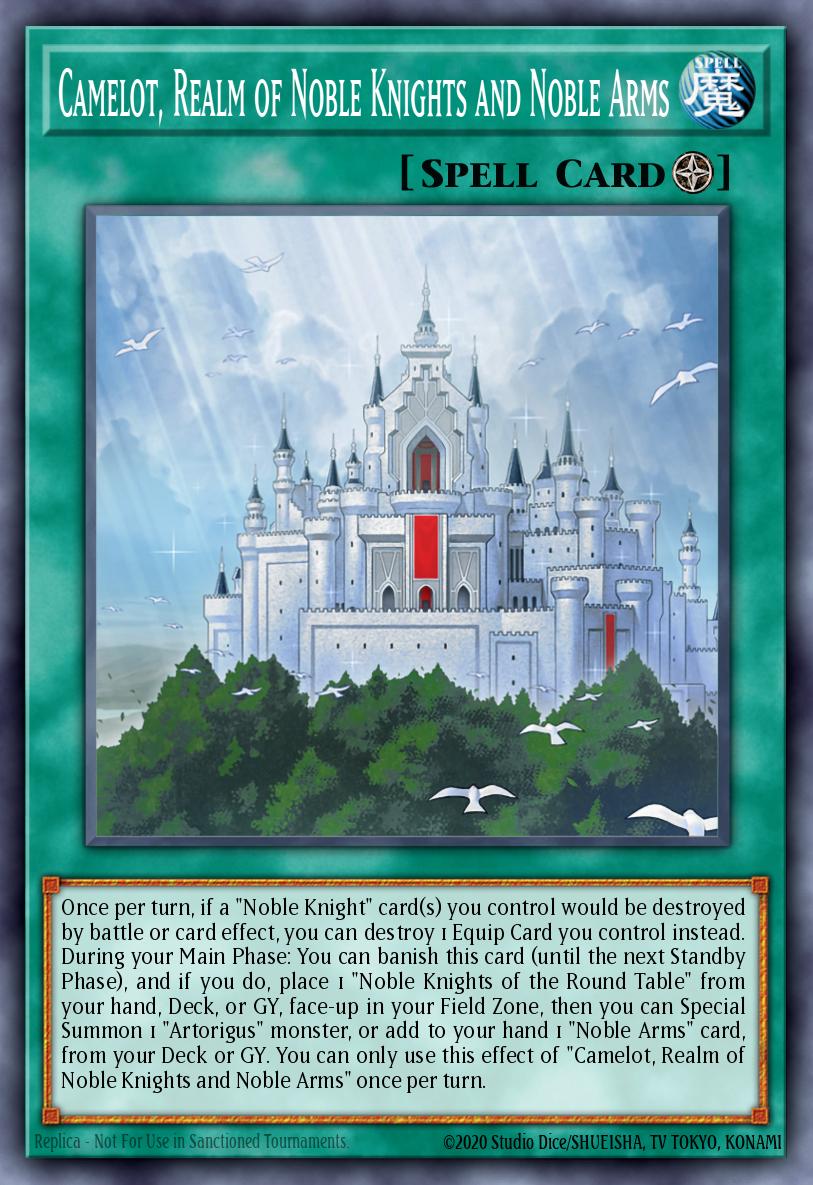 Camelot, Realm of Noble Knights and Noble Arms
SPELL
魔
[Spell Card]
Once per turn, if a "Noble Knight" card(s) you control would be destroyed
by battle or card effect, you can destroy 1 Equip Card you control instead.
During your Main Phase: You can banish this card (until the next Standby
Phase), and if you do, place 1 "Noble Knights of the Round Table" from
your hand, Deck, or GY, face-up in your Field Zone, then you can Special
Summon 1 "Artorigus" monster, or add to your hand 1 "Noble Arms" card,
from your Deck or GY. You can only use this effect of "Camelot, Realm of
Noble Knights and Noble Arms" once per turn.
Replica - Not For Use in Sanctioned Tournaments.
©2020 Studio Dice/SHUEISHA, TV TOKYO, KONAMI